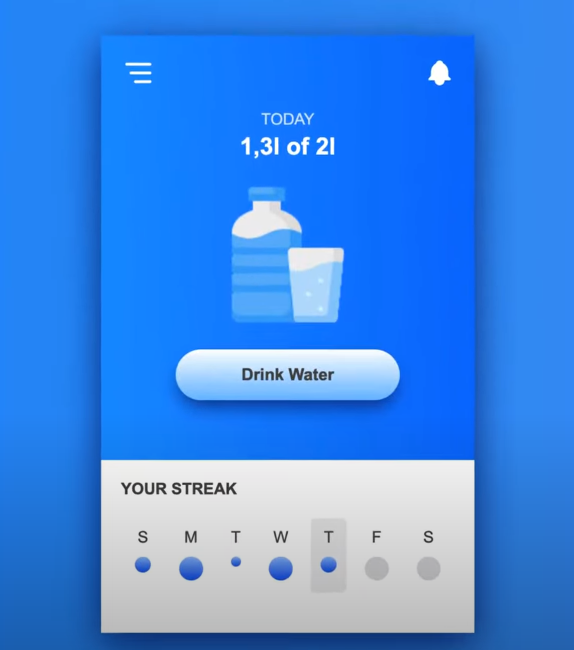 TODAY
1,3l of 2l
Drink Water
YOUR STREAK
S M T W T F S